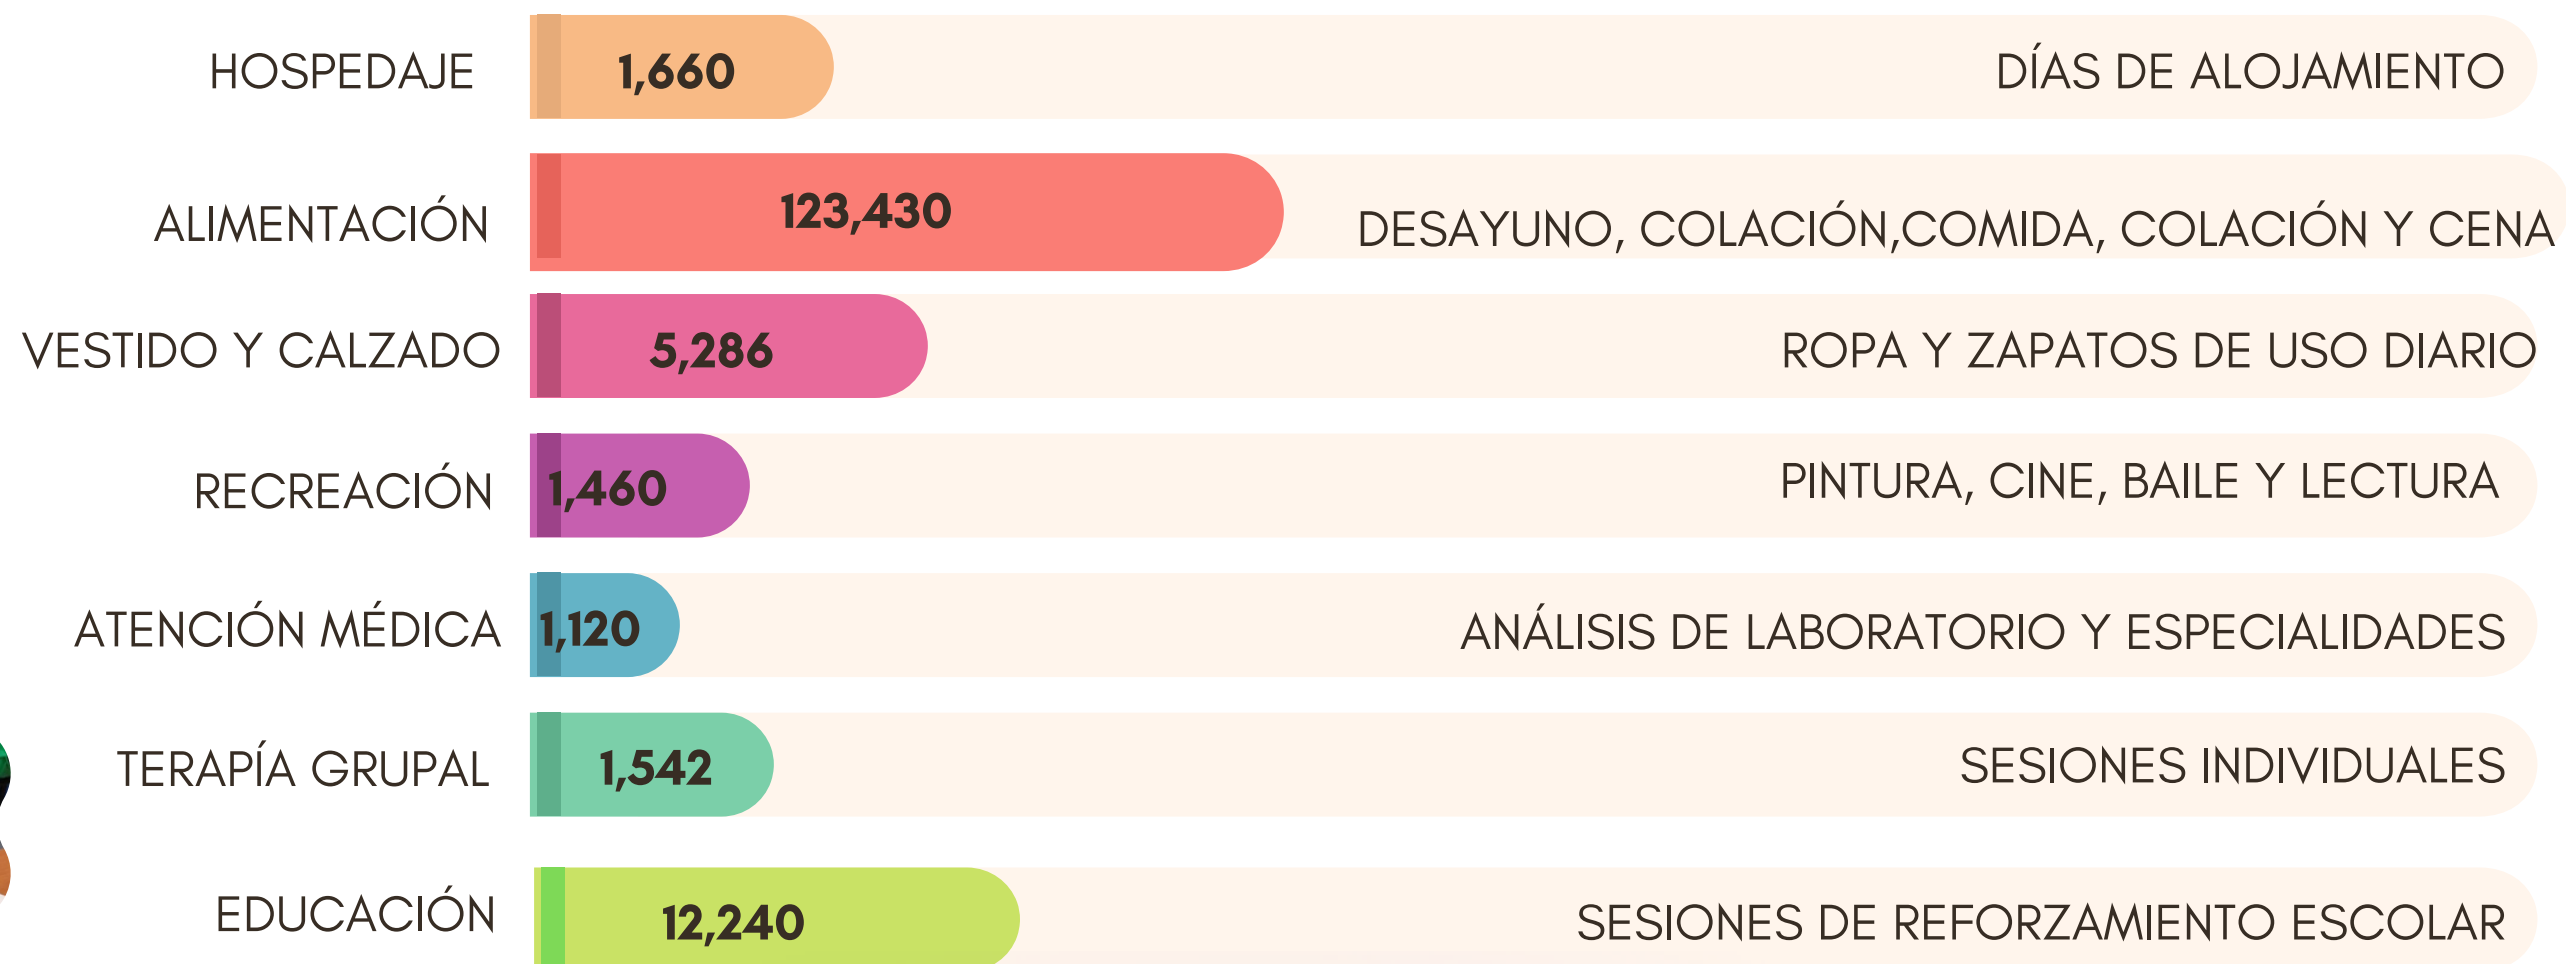 HOSPEDAJE 1,660 DÍAS DE ALOJAMIENTO
ALIMENTACIÓN 123,430 DESAYUNO, COLACIÓN,COMIDA, COLACIÓN Y CENA
VESTIDO Y CALZADO 5,286 ROPA Y ZAPATOS DE USO DIARIO
RECREACIÓN 1,460 PINTURA, CINE, BAILE Y LECTURA
ATENCIÓN MÉDICA 1,120 ANÁLISIS DE LABORATORIO Y ESPECIALIDADES
TERAPÍA GRUPAL 1,542 SESIONES INDIVIDUALES
EDUCACIÓN 12,240 SESIONES DE REFORZAMIENTO ESCOLAR